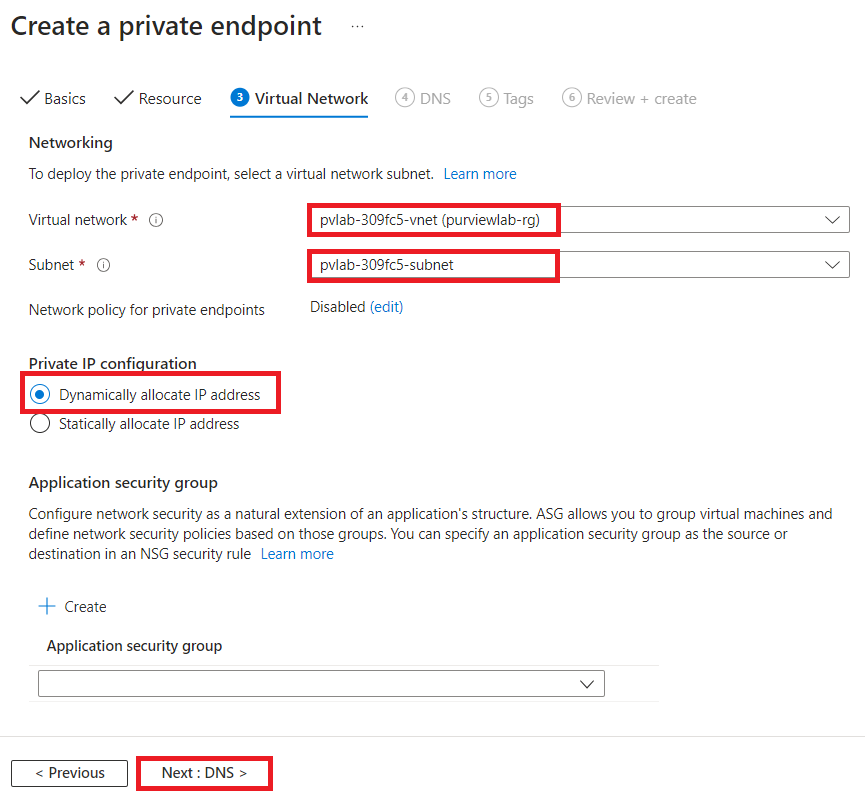 Create a private endpoint ...
Basics Resource 3 Virtual Network 4 DNS 5 Tags 6 Review + create
Networking
To deploy the private endpoint, select a virtual network subnet. Learn more
Virtual network * pvlab-309fc5-vnet (purviewlab-rg)
Subnet * pvlab-309fc5-subnet
Network policy for private endpoints Disabled (edit)
Private IP configuration
Dynamically allocate IP address
Statically allocate IP address
Application security group
Configure network security as a natural extension of an application's structure. ASG allows you to group virtual machines and
define network security policies based on those groups. You can specify an application security group as the source or
destination in an NSG security rule Learn more
+ Create
Application security group
< Previous Next : DNS >